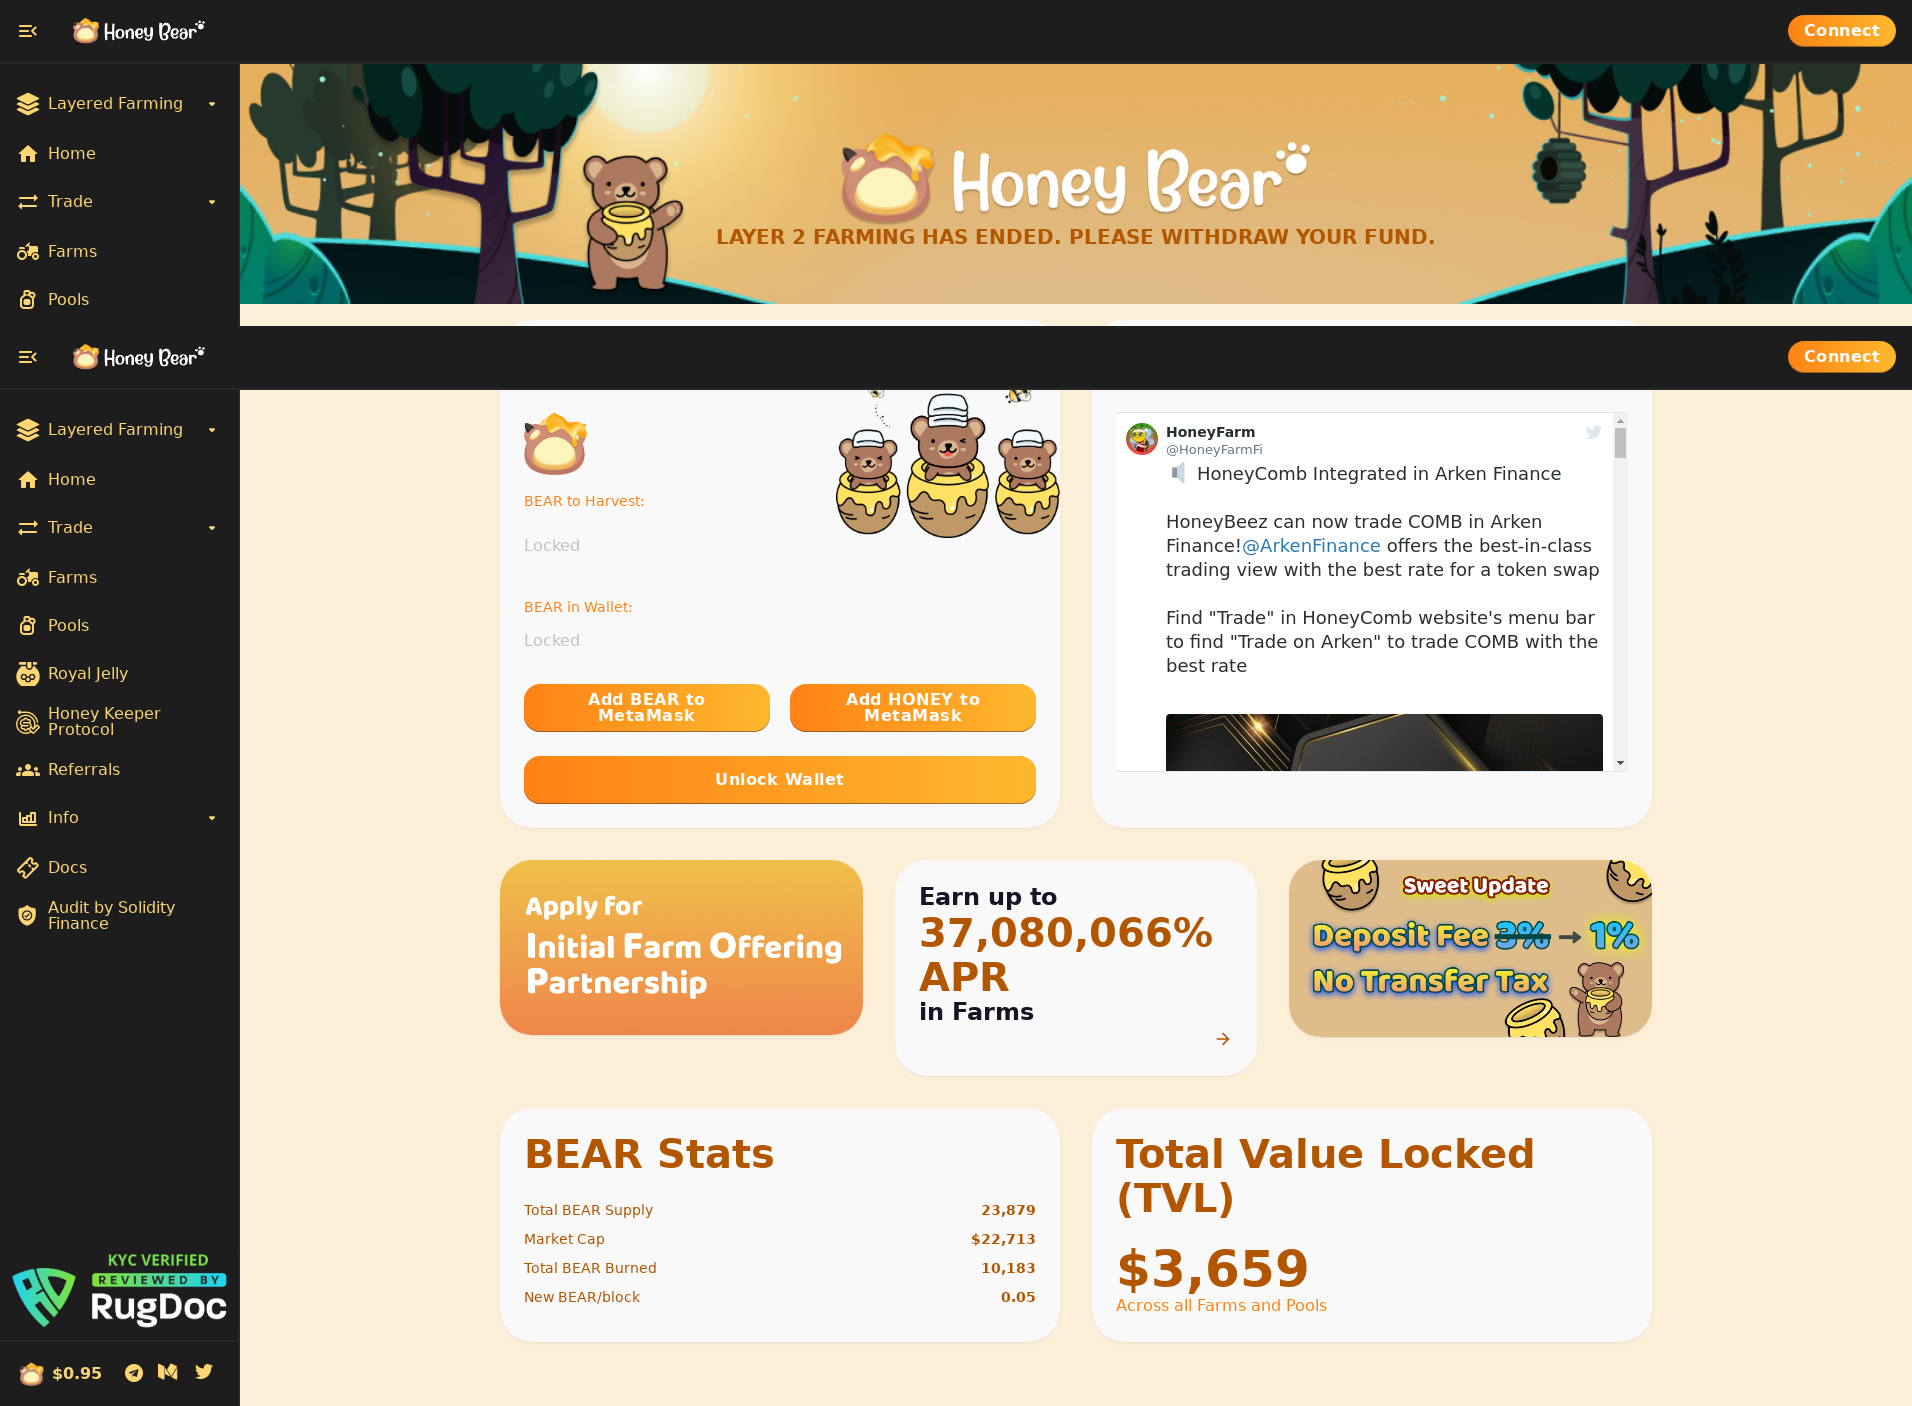 Honey Bear
Connect
Layered Farming
Home
Trade
Farms
Pools
Honey Bear
LAYER 2 FARMING HAS ENDED. PLEASE WITHDRAW YOUR FUND.
Honey Bear
Connect
Layered Farming
Home
Trade
Farms
Pools
Royal Jelly
Honey Keeper
Protocol
Referrals
Info
Docs
Audit by Solidity
Finance
KYC VERIFIED
REVIEWED BY
RugDoc
$0.95
BEAR to Harvest:
Locked
BEAR in Wallet:
Locked
Add BEAR to
MetaMask
Add HONEY to
MetaMask
Unlock Wallet
HoneyFarm
@HoneyFarmFi
HoneyComb Integrated in Arken Finance
HoneyBeez can now trade COMB in Arken
Finance!@ArkenFinance offers the best-in-class
trading view with the best rate for a token swap
Find "Trade" in HoneyComb website's menu bar
to find "Trade on Arken" to trade COMB with the
best rate
Apply for
Initial Farm Offering
Partnership
Earn up to
37,080,066%
APR
in Farms
Sweet Update
Deposit Fee 3% → 1%
No Transfer Tax
BEAR Stats
Total BEAR Supply 23,879
Market Cap $22,713
Total BEAR Burned 10,183
New BEAR/block 0.05
Total Value Locked
(TVL)
$3,659
Across all Farms and Pools